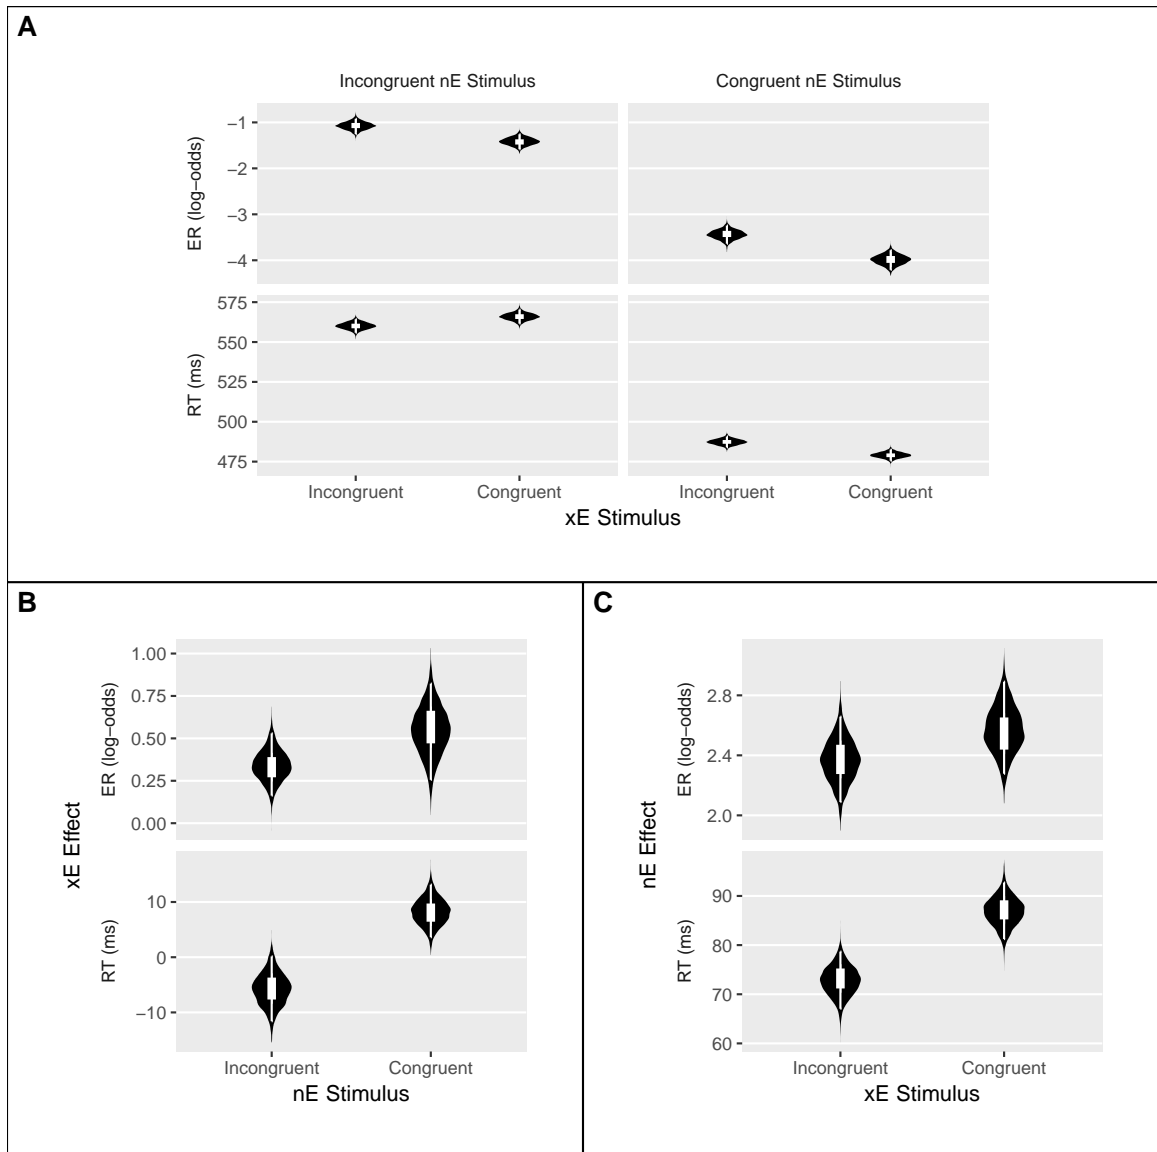 A
Incongruent nE Stimulus
Congruent nE Stimulus
ER (log−odds)
−1
−2
−3
−4
RT (ms)
575
550
525
500
475
Incongruent
Congruent
Incongruent
Congruent
xE Stimulus
B
xE Effect
ER (log−odds)
1.00
0.75
0.50
0.25
0.00
RT (ms)
10
0
−10
Incongruent
Congruent
nE Stimulus
C
nE Effect
ER (log−odds)
2.8
2.4
2.0
RT (ms)
90
80
70
60
Incongruent
Congruent
xE Stimulus